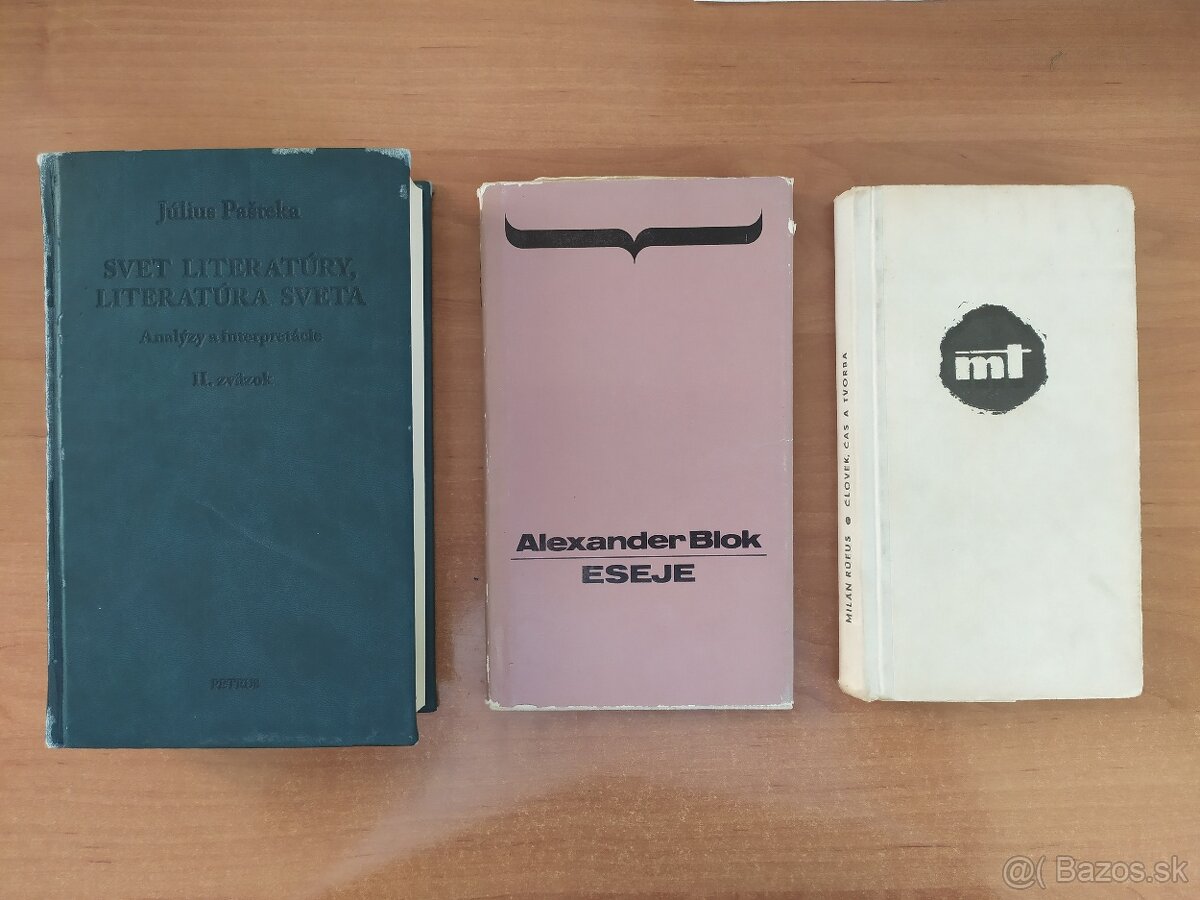 Július Pašteka
SVET LITERATÚRY,
LITERATÚRA SVETA
Analýzy a interpretácie
II. zväzok
PETRUS
Alexander Blok
ESEJE
MILAN RÚFUS ČLOVEK, ČAS A TVORBA
mt
@( Bazos.sk